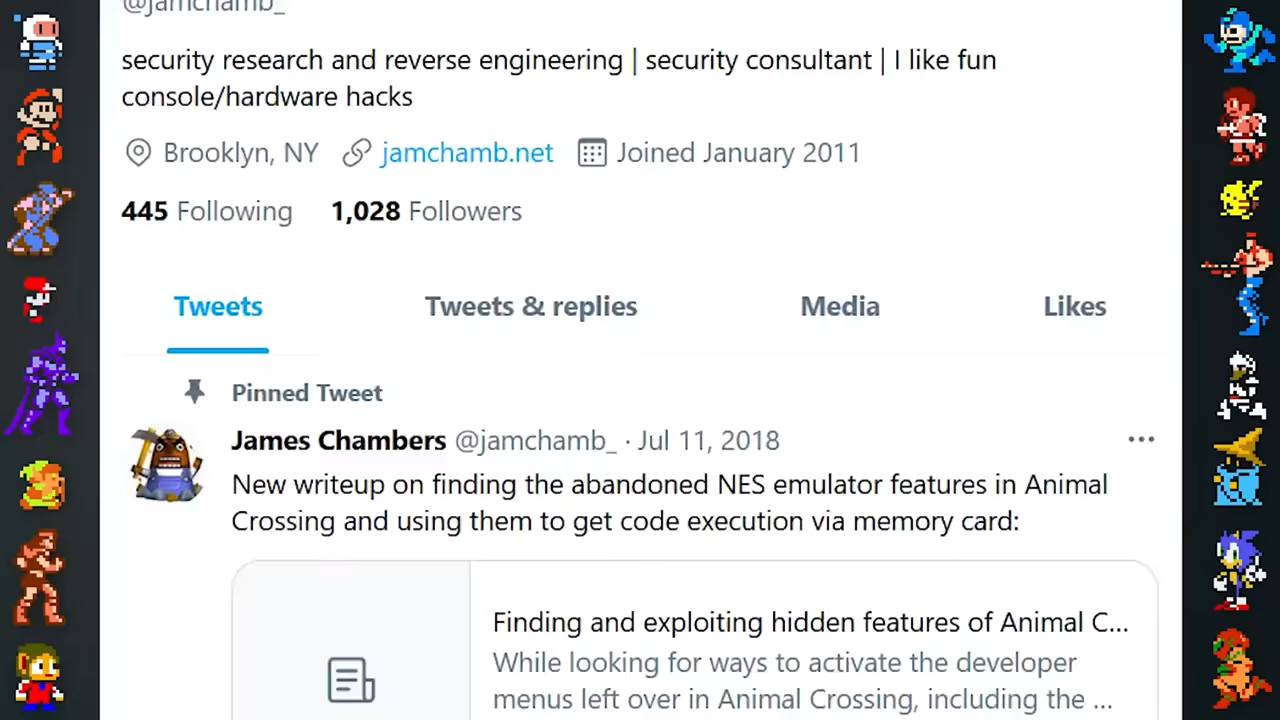 @jamchamb_
security research and reverse engineering | security consultant | I like fun
console/hardware hacks
Brooklyn, NY jamchamb.net Joined January 2011
445 Following 1,028 Followers
Tweets Tweets & replies Media Likes
Pinned Tweet
James Chambers @jamchamb_ · Jul 11, 2018
New writeup on finding the abandoned NES emulator features in Animal
Crossing and using them to get code execution via memory card:
Finding and exploiting hidden features of Animal C...
While looking for ways to activate the developer
menus left over in Animal Crossing, including the ...